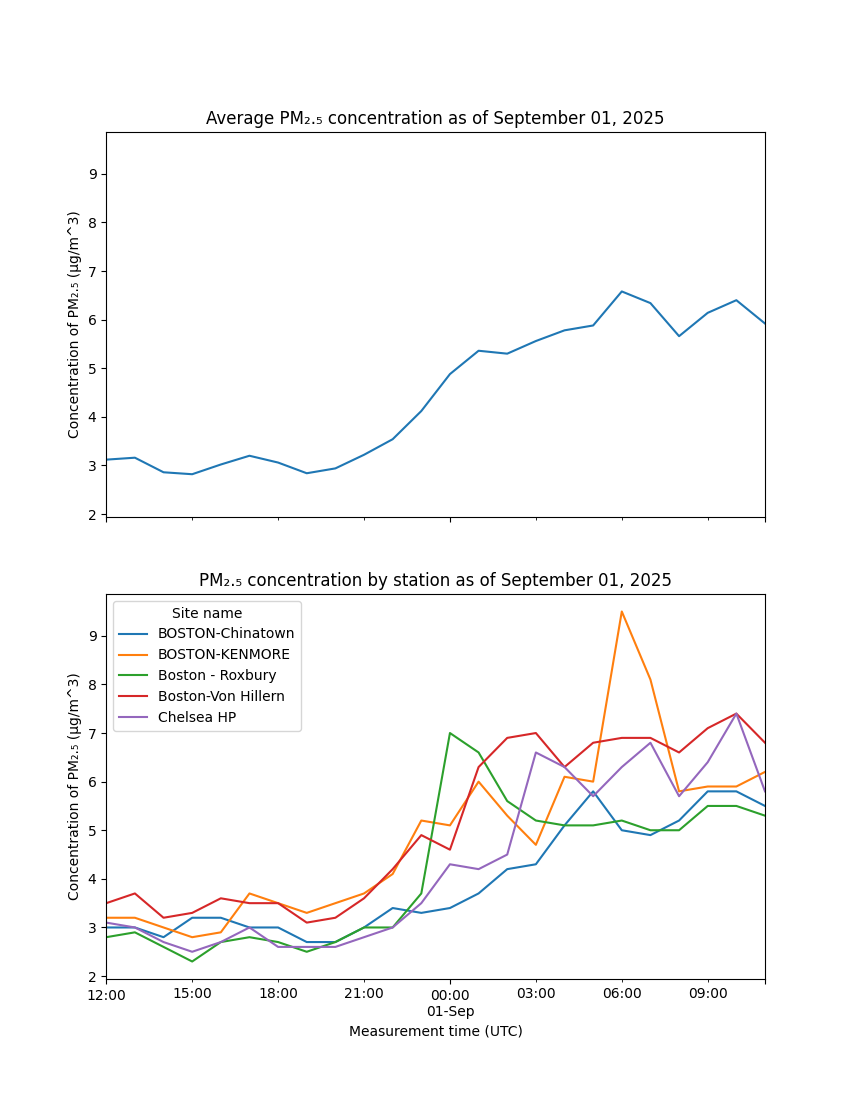 Average PM₂.₅ concentration as of September 01, 2025
Concentration of PM₂.₅ (µg/m^3)
9
8
7
6
5
4
3
2
PM₂.₅ concentration by station as of September 01, 2025
Concentration of PM₂.₅ (µg/m^3)
9
8
7
6
5
4
3
2
Site name
BOSTON-Chinatown
BOSTON-KENMORE
Boston - Roxbury
Boston-Von Hillern
Chelsea HP
12:00 15:00 18:00 21:00 00:00 03:00 06:00 09:00
01-Sep
Measurement time (UTC)